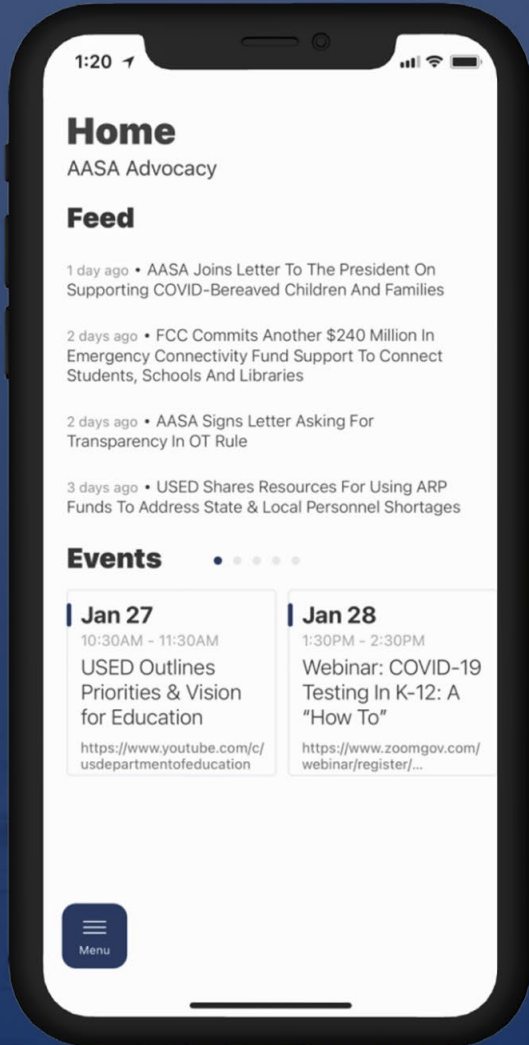 1:20
Home
AASA Advocacy
Feed
1 day ago • AASA Joins Letter To The President On
Supporting COVID-Bereaved Children And Families
2 days ago • FCC Commits Another $240 Million In
Emergency Connectivity Fund Support To Connect
Students, Schools And Libraries
2 days ago • AASA Signs Letter Asking For
Transparency In OT Rule
3 days ago • USED Shares Resources For Using ARP
Funds To Address State & Local Personnel Shortages
Events
Jan 27
10:30AM - 11:30AM
USED Outlines
Priorities & Vision
for Education
https://www.youtube.com/c/
usdepartmentofeducation
Jan 28
1:30PM - 2:30PM
Webinar: COVID-19
Testing In K-12: A
“How To”
https://www.zoomgov.com/
webinar/register/...
Menu